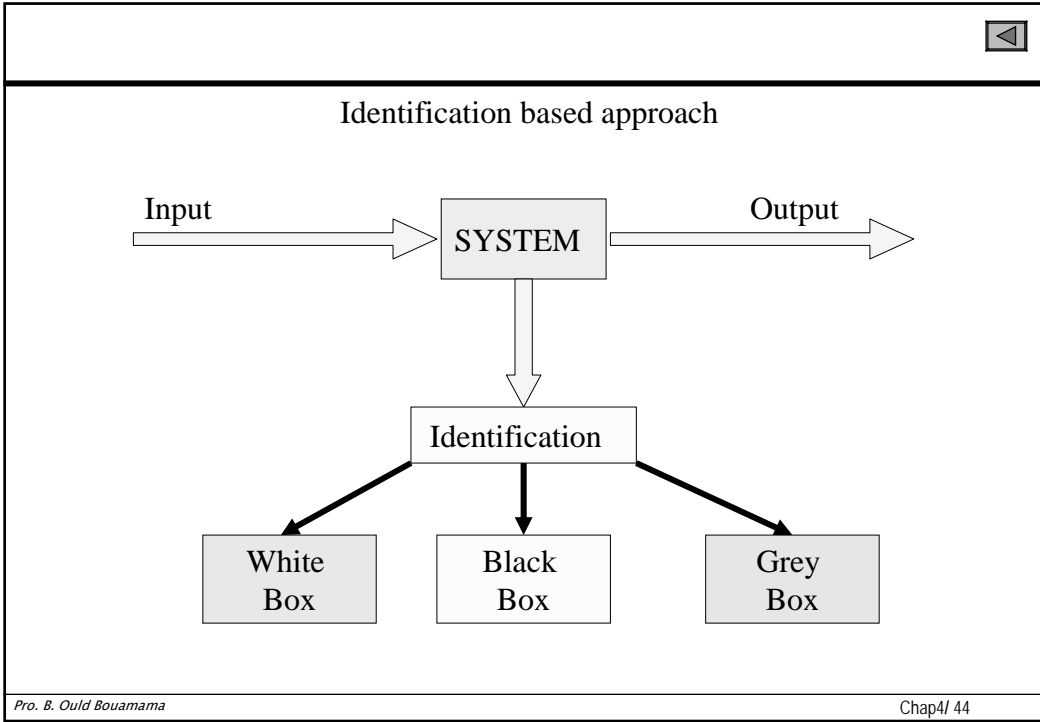 Identification based approach
Input
Output
SYSTEM
Identification
White
Box
Black
Box
Grey
Box
Pro. B. Ould Bouamama
Chap4/ 44